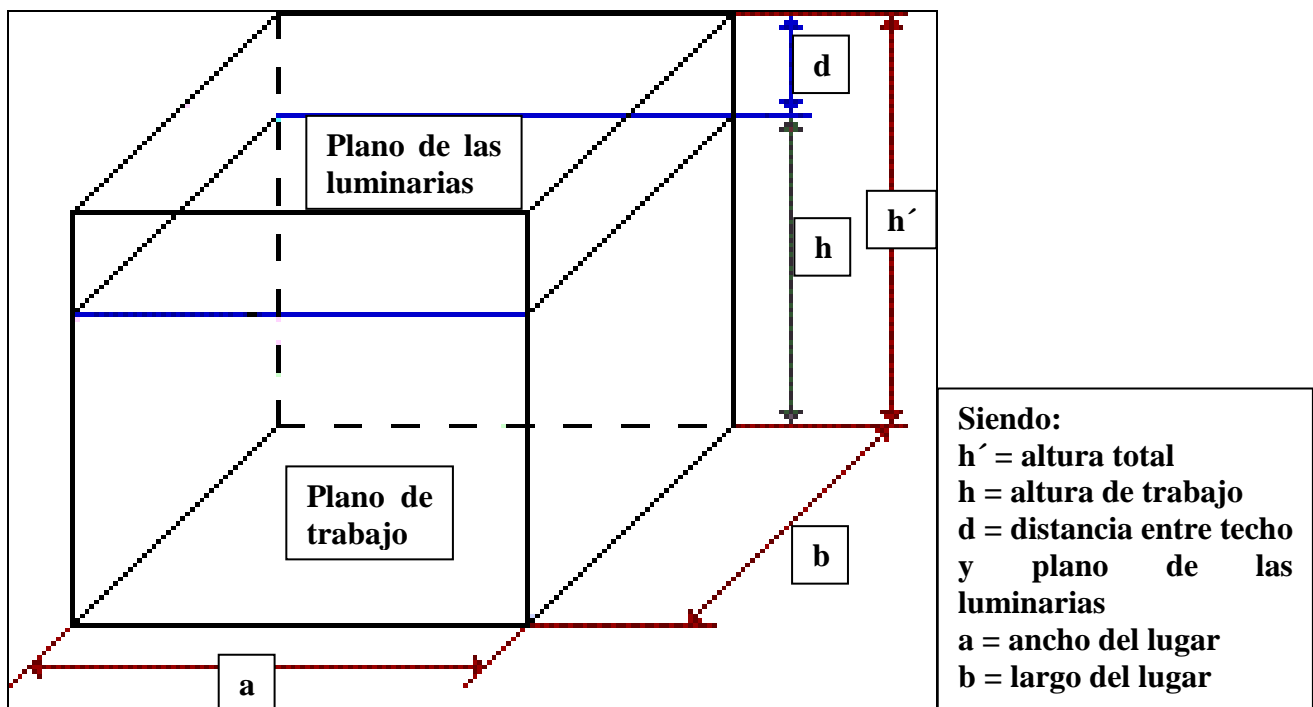 d
Plano de las
luminarias
h´
h
Plano de
trabajo
b
a
Siendo:
h´ = altura total
h = altura de trabajo
d = distancia entre techo
y plano de las
luminarias
a = ancho del lugar
b = largo del lugar